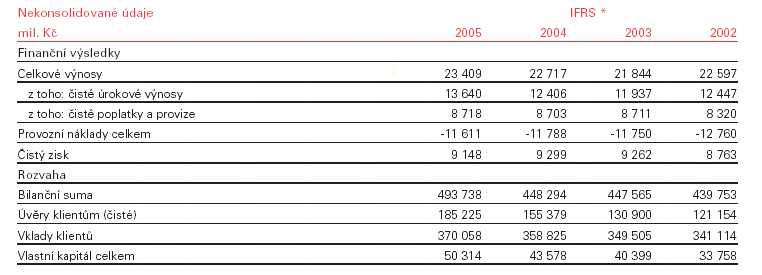 Nekonsolidované údaje IFRS *
mil. Kč 2005 2004 2003 2002
Finanční výsledky
Celkové výnosy 23 409 22 717 21 844 22 597
z toho: čisté úrokové výnosy 13 640 12 406 11 937 12 447
z toho: čisté poplatky a provize 8 718 8 703 8 711 8 320
Provozní náklady celkem -11 611 -11 788 -11 750 -12 760
Čistý zisk 9 148 9 299 9 262 8 763
Rozvaha
Bilanční suma 493 738 448 294 447 565 439 753
Úvěry klientům (čisté) 185 225 155 379 130 900 121 154
Vklady klientů 370 058 358 825 349 505 341 114
Vlastní kapitál celkem 50 314 43 578 40 399 33 758